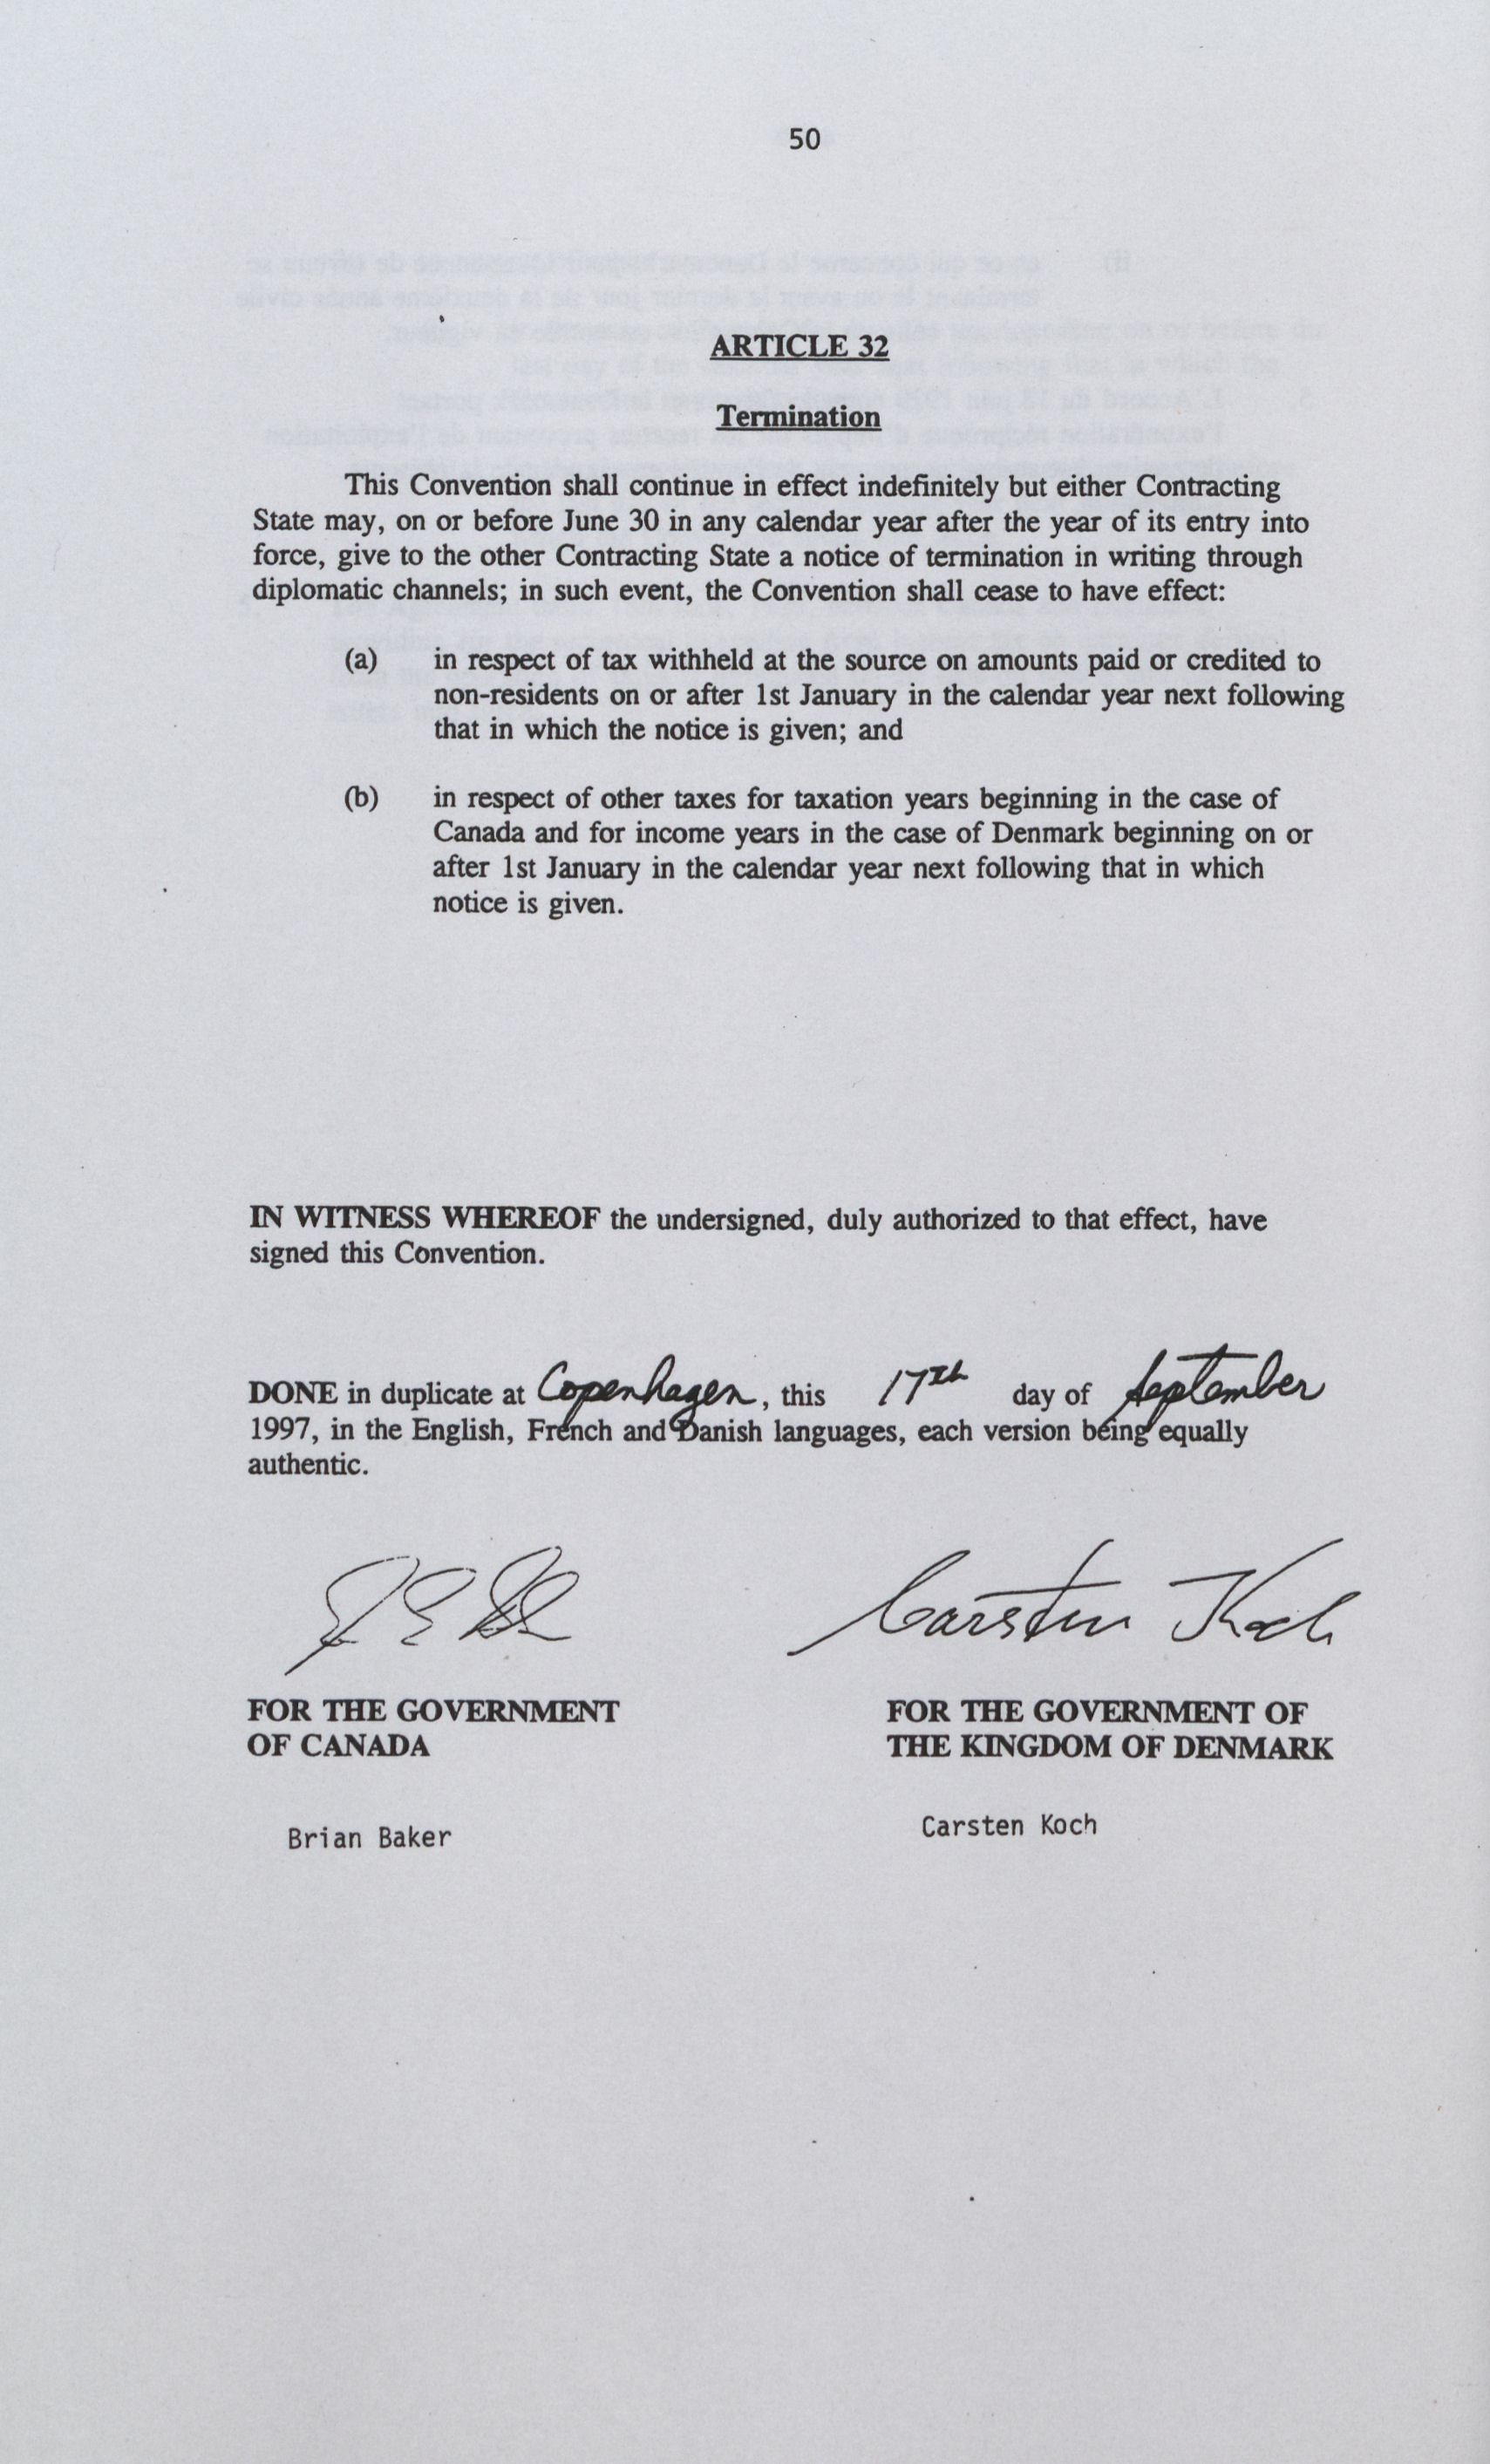 50
ARTICLE 32
Termination
This Convention shall continue in effect indefinitely but either Contracting
State may, on or before June 30 in any calendar year after the year of its entry into
force, give to the other Contracting State a notice of termination in writing through
diplomatic channels; in such event, the Convention shall cease to have effect:
(a) in respect of tax withheld at the source on amounts paid or credited to
non-residents on or after 1st January in the calendar year next following
that in which the notice is given; and
(b) in respect of other taxes for taxation years beginning in the case of
Canada and for income years in the case of Denmark beginning on or
after 1st January in the calendar year next following that in which
notice is given.
IN WITNESS WHEREOF the undersigned, duly authorized to that effect, have
signed this Convention.
DONE in duplicate at Copenhagen, this 17th day of September
1997, in the English, French and Danish languages, each version being equally
authentic.
Carsten Koch
FOR THE GOVERNMENT
OF CANADA
FOR THE GOVERNMENT OF
THE KINGDOM OF DENMARK
Brian Baker
Carsten Koch